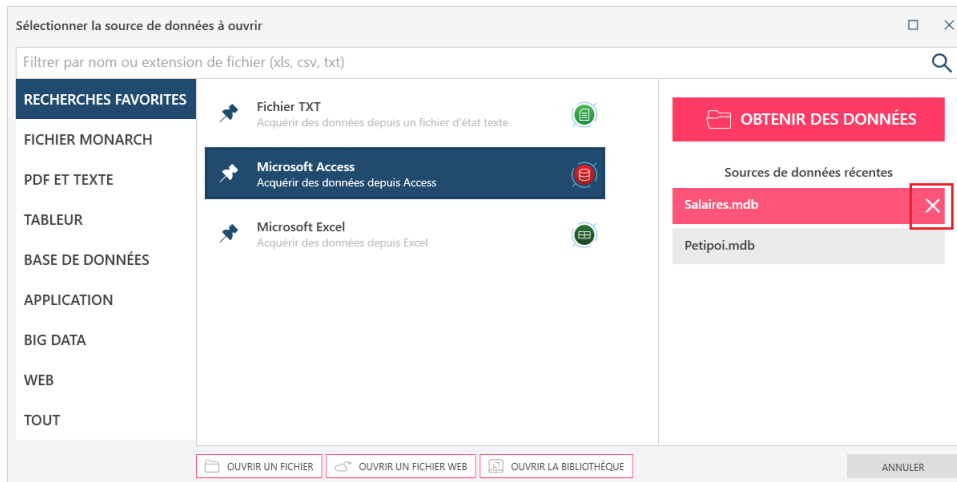 Sélectionner la source de données à ouvrir
Filtrer par nom ou extension de fichier (xls, csv, txt)
RECHERCHES FAVORITES
FICHIER MONARCH
PDF ET TEXTE
TABLEUR
BASE DE DONNÉES
APPLICATION
BIG DATA
WEB
TOUT
Fichier TXT
Acquérir des données depuis un fichier d'état texte
Microsoft Access
Acquérir des données depuis Access
Microsoft Excel
Acquérir des données depuis Excel
OBTENIR DES DONNÉES
Sources de données récentes
Salaires.mdb
Petipoi.mdb
OUVRIR UN FICHIER
OUVRIR UN FICHIER WEB
OUVRIR LA BIBLIOTHÈQUE
ANNULER